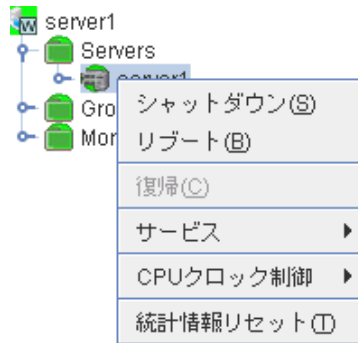 server1
Servers
server1
Gro
Mor
シャットダウン(S)
リブート(B)
復帰(C)
サービス
CPUクロック制御
統計情報リセット(T)